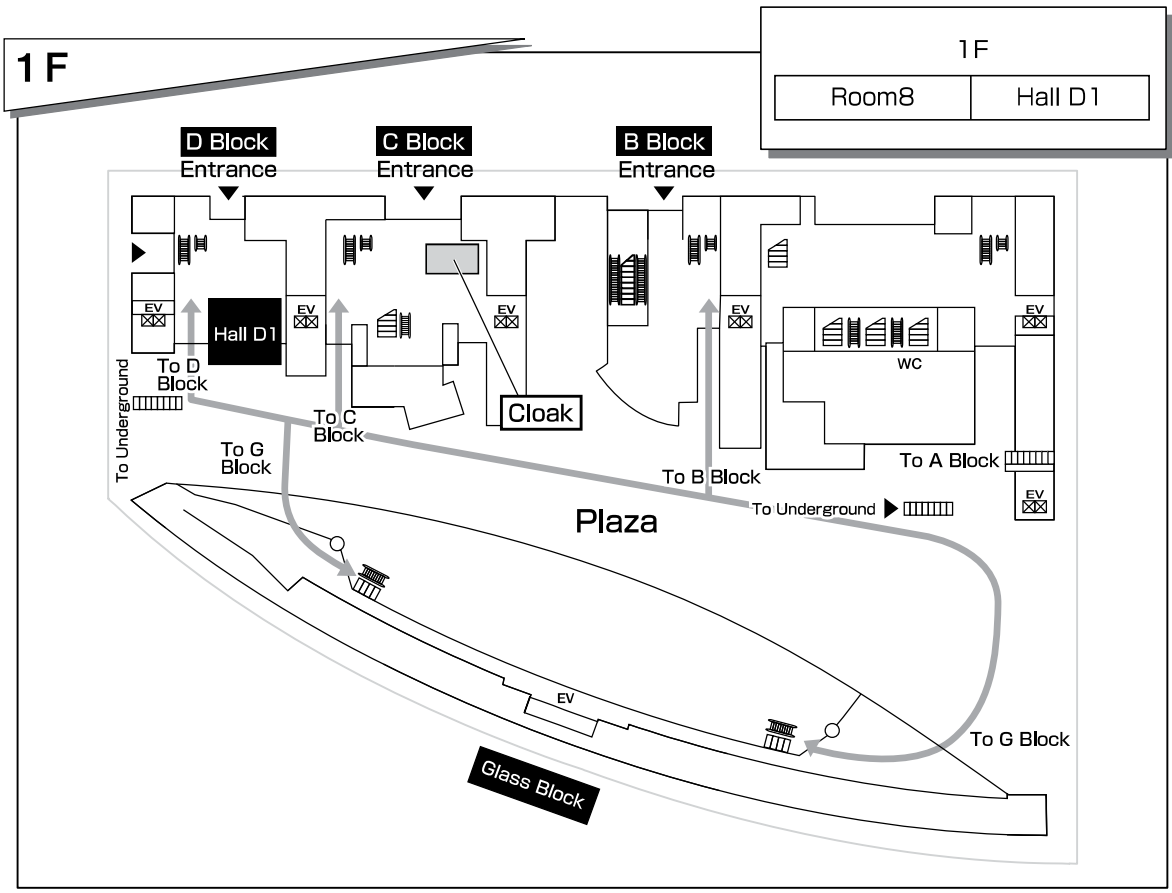 1F
1F
Room8
Hall D1
D Block
Entrance
C Block
Entrance
B Block
Entrance
EV
Hall D1
EV
EV
EV
EV
WC
To D
Block
To Underground
Cloak
To C
Block
To G
Block
To A Block
To B Block
EV
To Underground
Plaza
EV
To G Block
Glass Block